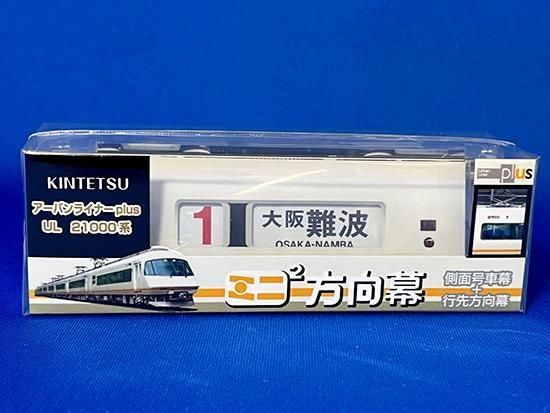 KINTETSU
アーバンライナーplus
UL 21000系
1
大阪難波
OSAKA-NAMBA
plus
ミニ²方向幕
側面号車幕
+
行先方向幕